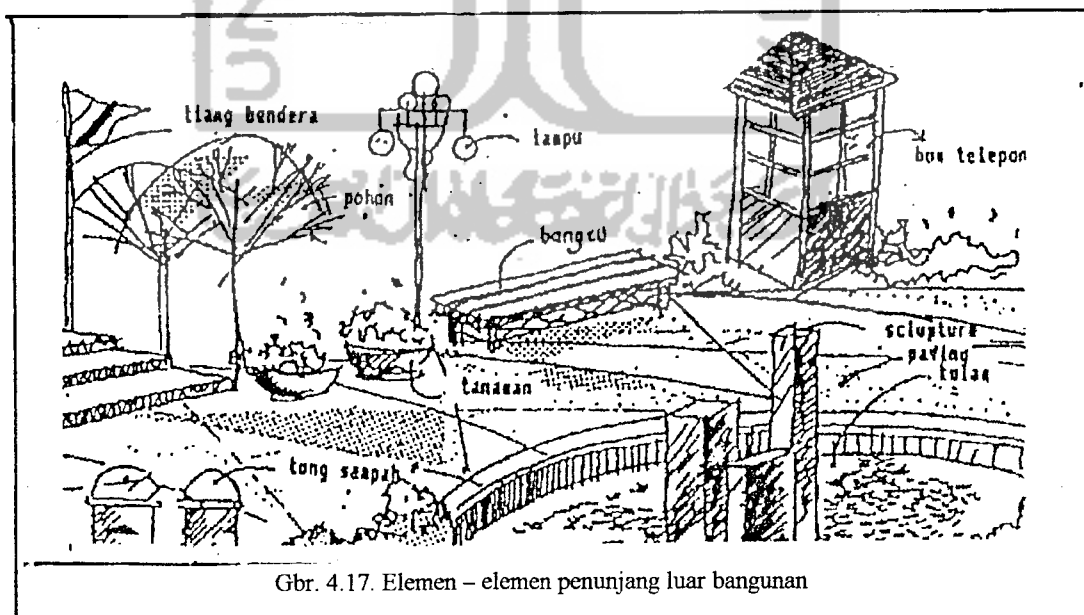 tiang bendera
lampu
box telepon
pohon
bangku
sculpture
paving
kolam
tanaman
tong sampah
Gbr. 4.17. Elemen – elemen penunjang luar bangunan